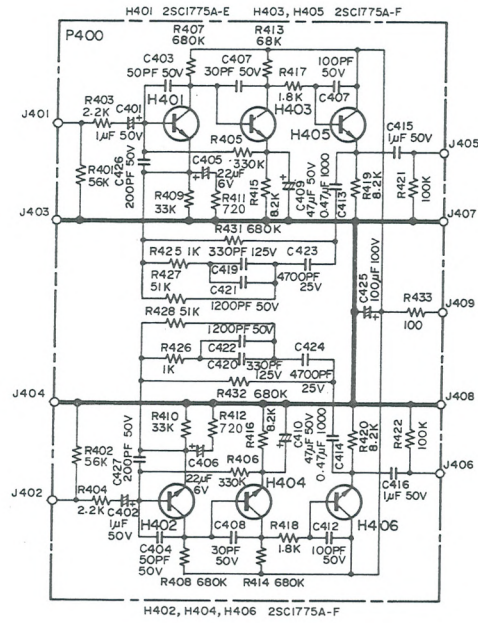 H401 2SC1775A-E H403, H405 2SC1775A-F
P400
R407
680K
R413
68K
C403
50PF 50V
C407
30PF 50V
R417
1.8K
100PF
50V
C407
H401
H403
H405
J401
R403
2.2K
C401
1µF 50V
C415
1µF 50V
J405
R401
56K
C426
200PF 50V
R405
330K
C405
22µF
6V
R409
33K
R411
720
R415
8.2K
C409
47µF 50V
0.47µF 1000
C413
R419
8.2K
R421
100K
J403
J407
R431 680K
R425 1K
330PF 125V
C423
C419
R427
51K
C421
4700PF
25V
1200PF 50V
C425
100µF 100V
R433
100
J409
R428 51K
1200PF 50V
R426
1K
C422
C420
330PF
125V
C424
4700PF
25V
R432 680K
J404
J408
R410
33K
R412
720
R416
8.2K
C410
47µF 50V
0.47µF 1000
C414
R420
8.2K
R422
100K
R402
56K
C427
200PF 50V
C406
22µF
6V
R406
330K
J406
C416
1µF 50V
J402
R404
2.2K
C402
1µF
50V
H402
H404
H406
C404
50PF
50V
C408
30PF
50V
R418
1.8K
C412
100PF
50V
R408 680K
R414 680K
H402, H404, H406 2SC1775A-F